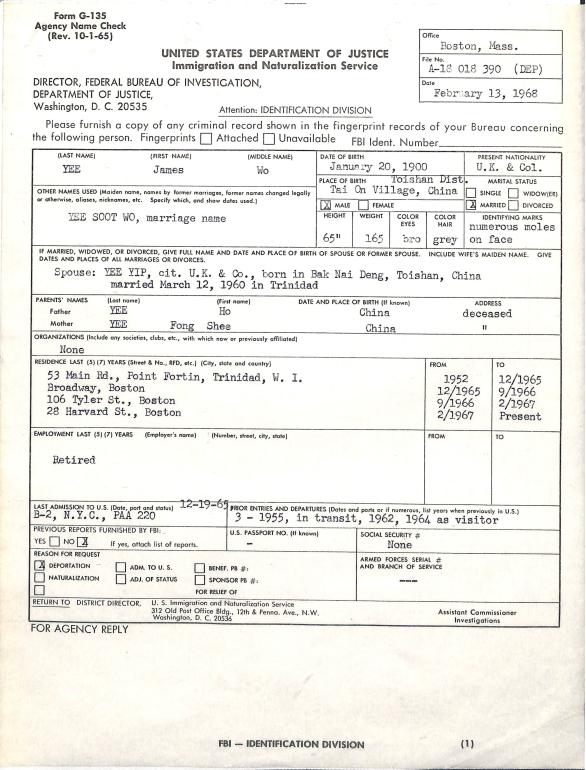 Form G-135
Agency Name Check
(Rev. 10-1-65)
UNITED STATES DEPARTMENT OF JUSTICE
Immigration and Naturalization Service
Office
Boston, Mass.
File No.
A-18 018 390 (DEP)
Date
February 13, 1968
DIRECTOR, FEDERAL BUREAU OF INVESTIGATION,
DEPARTMENT OF JUSTICE,
Washington, D. C. 20535
Attention: IDENTIFICATION DIVISION
Please furnish a copy of any criminal record shown in the fingerprint records of your Bureau concerning
the following person. Fingerprints Attached Unavailable FBI Ident. Number
(LAST NAME) (FIRST NAME) (MIDDLE NAME)
YEE James Wo
DATE OF BIRTH
January 20, 1900
PRESENT NATIONALITY
U.K. & Col.
OTHER NAMES USED (Maiden name, names by former marriages, former names changed legally
or otherwise, aliases, nicknames, etc. Specify which, and show dates used.)
YEE SOOT WO, marriage name
PLACE OF BIRTH Toishan Dist.
Tai On Village, China
MARITAL STATUS
SINGLE WIDOW(ER)
X MARRIED DIVORCED
X MALE FEMALE
HEIGHT WEIGHT COLOR EYES COLOR HAIR
65" 165 bro grey
IDENTIFYING MARKS
numerous moles
on face
IF MARRIED, WIDOWED, OR DIVORCED, GIVE FULL NAME AND DATE AND PLACE OF BIRTH OF SPOUSE OR FORMER SPOUSE. INCLUDE WIFE'S MAIDEN NAME. GIVE
DATES AND PLACES OF ALL MARRIAGES OR DIVORCES.
Spouse: YEE YIP, cit. U.K. & Co., born in Bak Nai Deng, Toishan, China
married March 12, 1960 in Trinidad
PARENTS' NAMES (Last name) (First name) DATE AND PLACE OF BIRTH (If known) ADDRESS
Father YEE Ho China deceased
Mother YEE Fong Shee China "
ORGANIZATIONS (Include any societies, clubs, etc., with which now or previously affiliated)
None
RESIDENCE LAST (5) (7) YEARS (Street & No., RFD, etc.) (City, state and country) FROM TO
53 Main Rd., Point Fortin, Trinidad, W. I. 1952 12/1965
Broadway, Boston 12/1965 9/1966
106 Tyler St., Boston 9/1966 2/1967
28 Harvard St., Boston 2/1967 Present
EMPLOYMENT LAST (5) (7) YEARS (Employer's name) (Number, street, city, state) FROM TO
Retired
LAST ADMISSION TO U.S. (Date, port and status) 12-19-65
B-2, N.Y.C., PAA 220
PRIOR ENTRIES AND DEPARTURES (Dates and ports or if numerous, list years when previously in U.S.)
3 - 1955, in transit, 1962, 1964 as visitor
PREVIOUS REPORTS FURNISHED BY FBI:
YES NO X If yes, attach list of reports.
U.S. PASSPORT NO. (If known)
-
SOCIAL SECURITY #
None
REASON FOR REQUEST
X DEPORTATION ADM. TO U.S. BENEF. PB #:
NATURALIZATION ADJ. OF STATUS SPONSOR PB #:
FOR RELIEF OF
ARMED FORCES SERIAL #
AND BRANCH OF SERVICE
---
RETURN TO DISTRICT DIRECTOR, U. S. Immigration and Naturalization Service
312 Old Post Office Bldg., 12th & Penna. Ave., N.W.
Washington, D. C. 20536
Assistant Commissioner
Investigations
FOR AGENCY REPLY
FBI — IDENTIFICATION DIVISION (1)